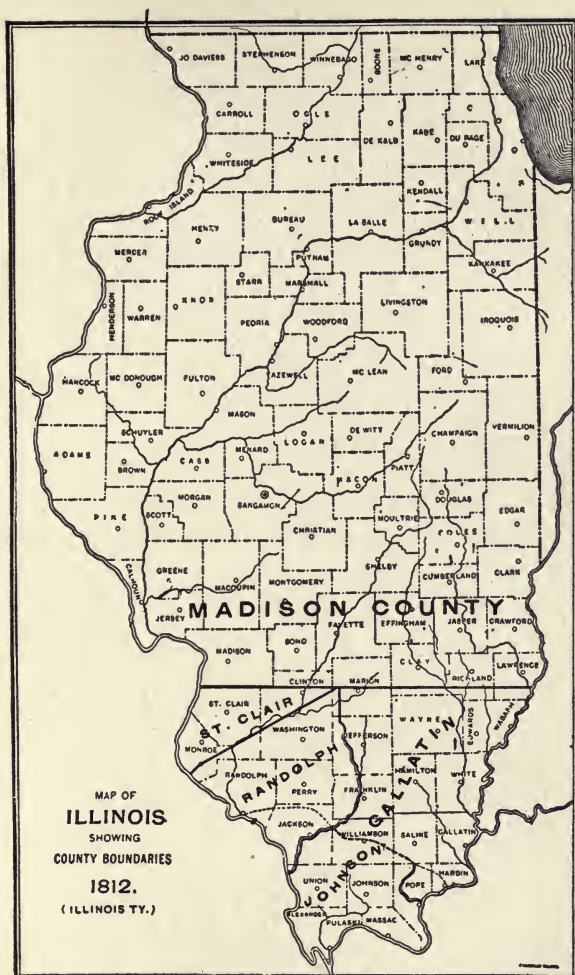 JO DAVIESS
STEPHENSON
WINNEBAGO
BOONE
MC HENRY
LAKE
CARROLL
OGLE
DE KALB
KABE
DU PAGE
C
K
WHITESIDE
LEE
KENDALL
WILL
ROCK ISLAND
HENRY
BUREAU
LA SALLE
GRUNDY
MERCER
PUTNAM
KANKAKEE
STARR
MARSHALL
KNOX
HENDERSON
WARREN
PEORIA
WOODFORD
LIVINGSTON
IROQUOIS
HANCOCK
MC DONOUGH
FULTON
TAZEWELL
MC LEAN
FORD
MASON
SCHUYLER
LOGAN
DE WITT
CHAMPAIGN
VERMILION
ADAMS
BROWN
CASS
MENARD
MACON
PIATT
MORGAN
SANGAMON
DOUGLAS
PIKE
SCOTT
CHRISTIAN
MOULTRIE
COLES
EDGAR
GREENE
SHELBY
CALHOUN
MACOUPIN
MONTGOMERY
CUMBERLAND
CLARK
JERSEY
MADISON COUNTY
FAYETTE
EFFINGHAM
JASPER
CRAWFORD
MADISON
BOND
CLAY
RICHLAND
LAWRENCE
CLINTON
MARION
ST. CLAIR
ST. CLAIR
MONROE
WASHINGTON
JEFFERSON
WAYNE
EDWARDS
WABASH
RANDOLPH
RANDOLPH
PERRY
FRANKLIN
HAMILTON
WHITE
GALLATIN
JACKSON
WILLIAMSON
SALINE
GALLATIN
JOHNSON
UNION
JOHNSON
POPE
HARDIN
ALEXANDER
PULASKI
MASSAC
MAP OF
ILLINOIS
SHOWING
COUNTY BOUNDARIES
1812.
(ILLINOIS TY.)